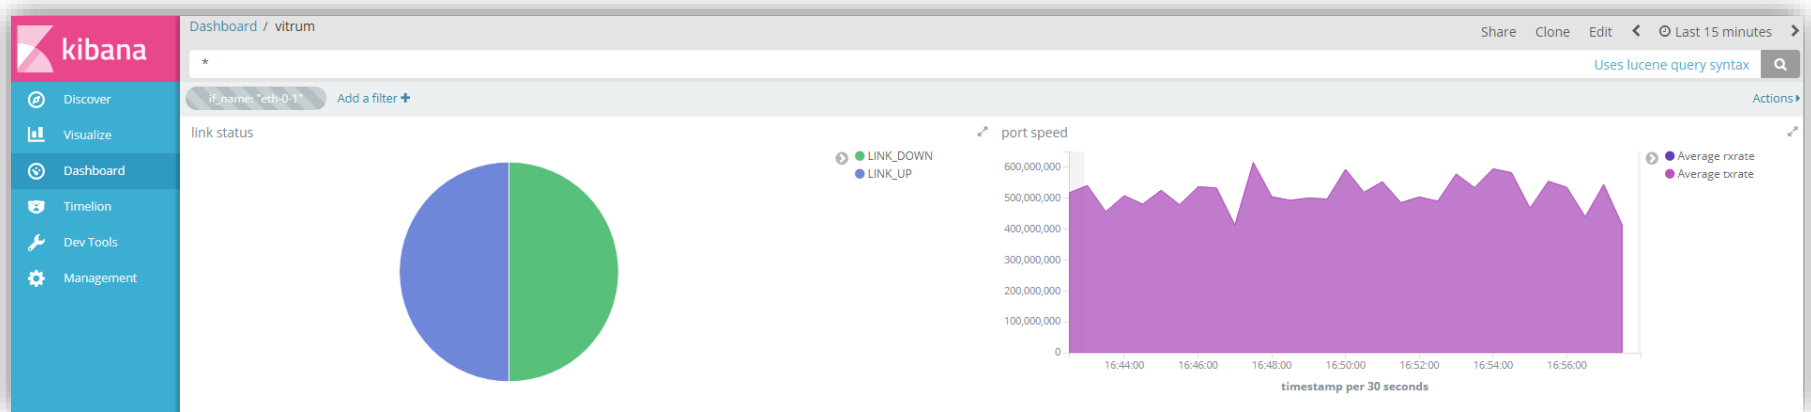 kibana
Dashboard / vitrum
Share Clone Edit Last 15 minutes
*
Uses lucene query syntax
Discover
Visualize
Dashboard
Timelion
Dev Tools
Management
if_name: "eth-0-1"
Add a filter +
Actions
link status
LINK_DOWN
LINK_UP
port speed
600,000,000
500,000,000
400,000,000
300,000,000
200,000,000
100,000,000
0
16:44:00 16:46:00 16:48:00 16:50:00 16:52:00 16:54:00 16:56:00
timestamp per 30 seconds
Average rxrate
Average txrate